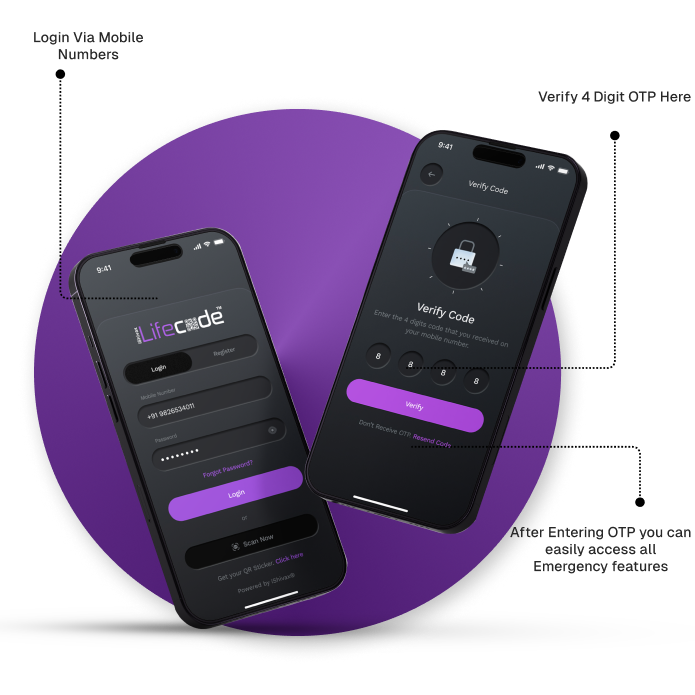 Login Via Mobile
Numbers
Verify 4 Digit OTP Here
9:41
Lifecode™
Login
Register
Mobile Number
+91 9826534011
Password
Forgot Password?
Login
or
Scan Now
Get your QR Sticker. Click here
Powered by iShivax®
9:41
Verify Code
Verify Code
Enter the 4 digits code that you received on
your mobile number.
8 8 8 8
Verify
Don't Receive OTP. Resend Code
After Entering OTP you can
easily access all
Emergency features